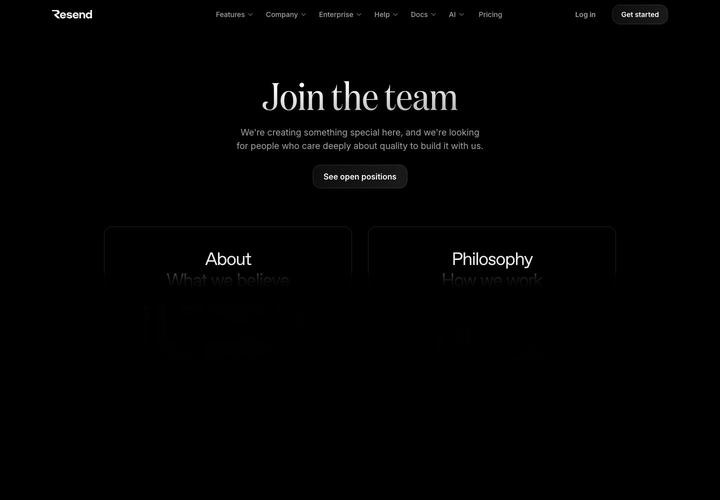 Resend
Features
Company
Enterprise
Help
Docs
AI
Pricing
Log in
Get started
Join the team
We're creating something special here, and we're looking
for people who care deeply about quality to build it with us.
See open positions
About
What we believe
Philosophy
How we work